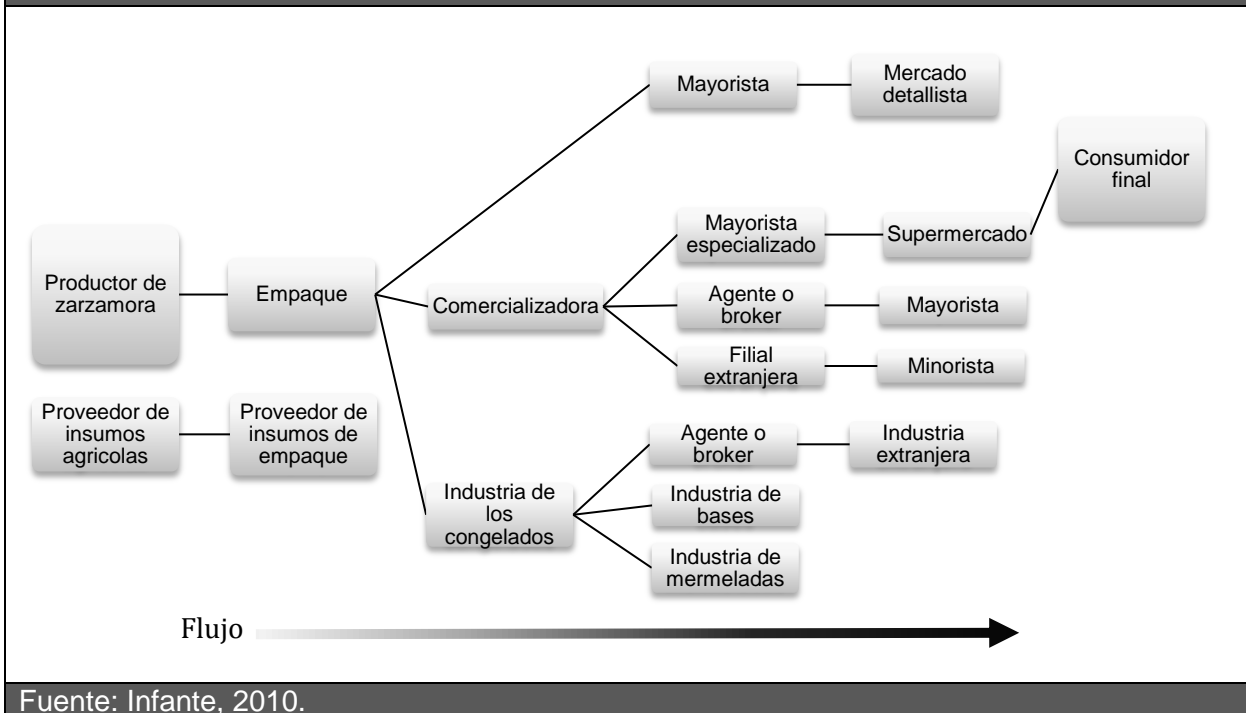 Mayorista
Mercado
detallista
Consumidor
final
Mayorista
especializado
Supermercado
Productor de
zarzamora
Empaque
Comercializadora
Agente o
broker
Mayorista
Filial
extranjera
Minorista
Proveedor de
insumos
agricolas
Proveedor de
insumos de
empaque
Agente o
broker
Industria
extranjera
Industria de
los
congelados
Industria de
bases
Industria de
mermeladas
Flujo
Fuente: Infante, 2010.